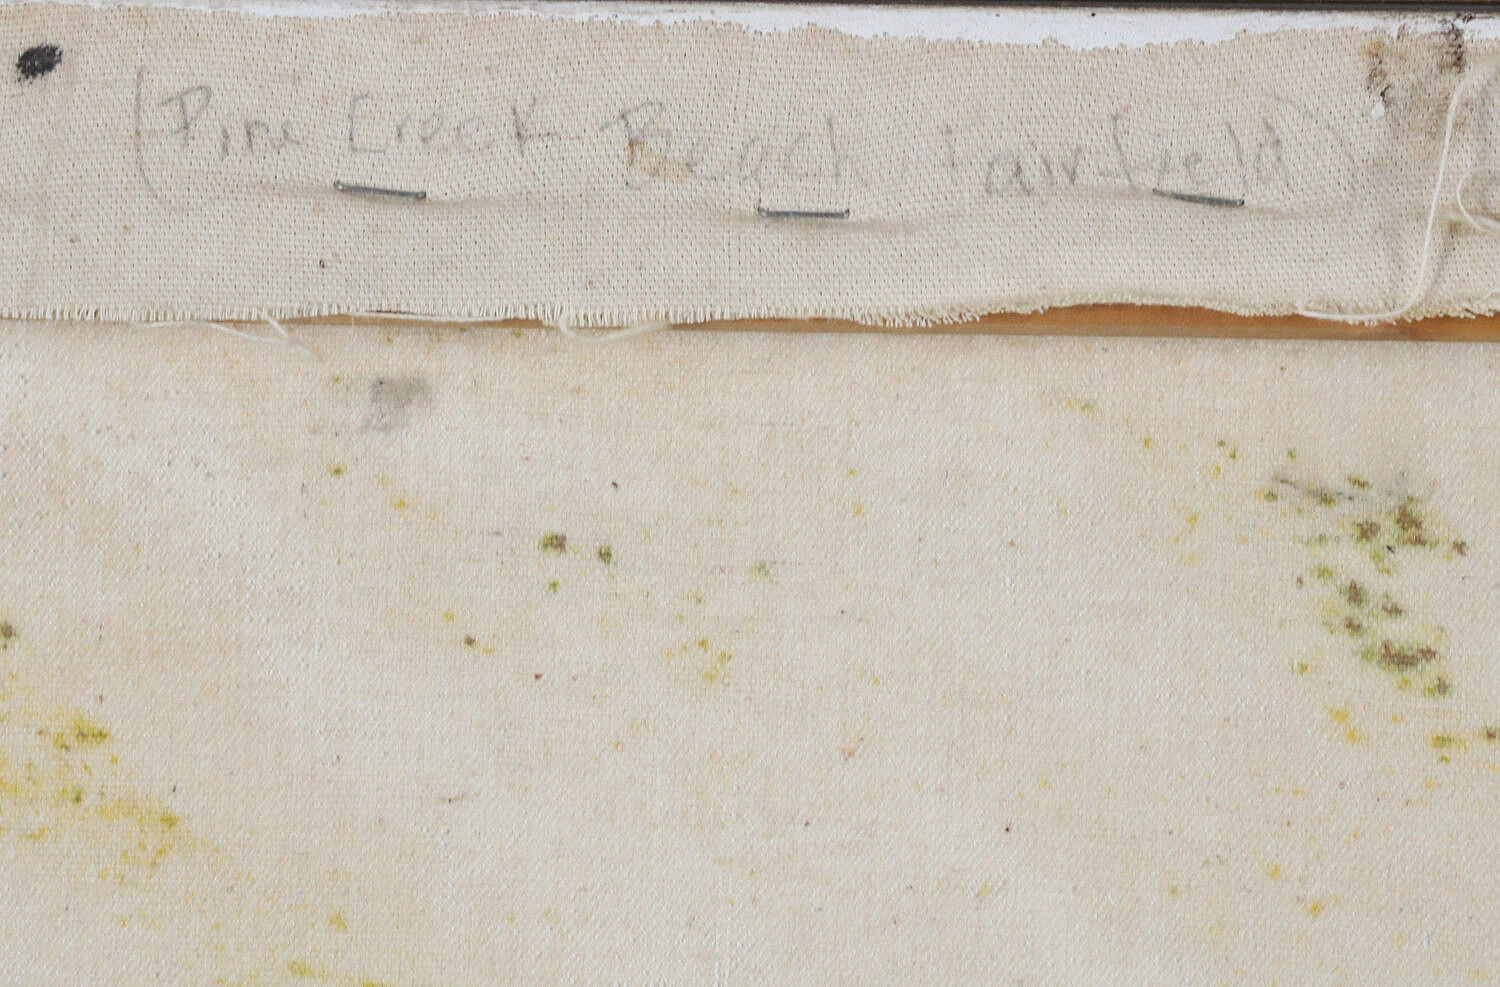 (Pine Creek Beach, Fairfield)